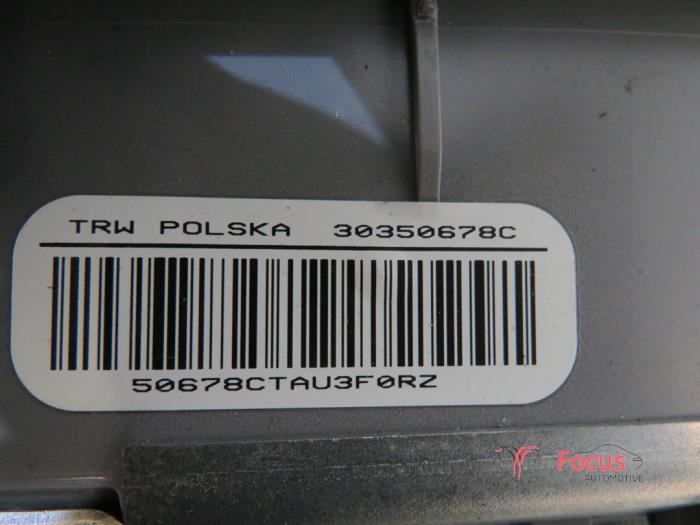 TRW POLSKA 30350678C
50678CTAU3F0RZ
Focus
AUTOMOTIVE